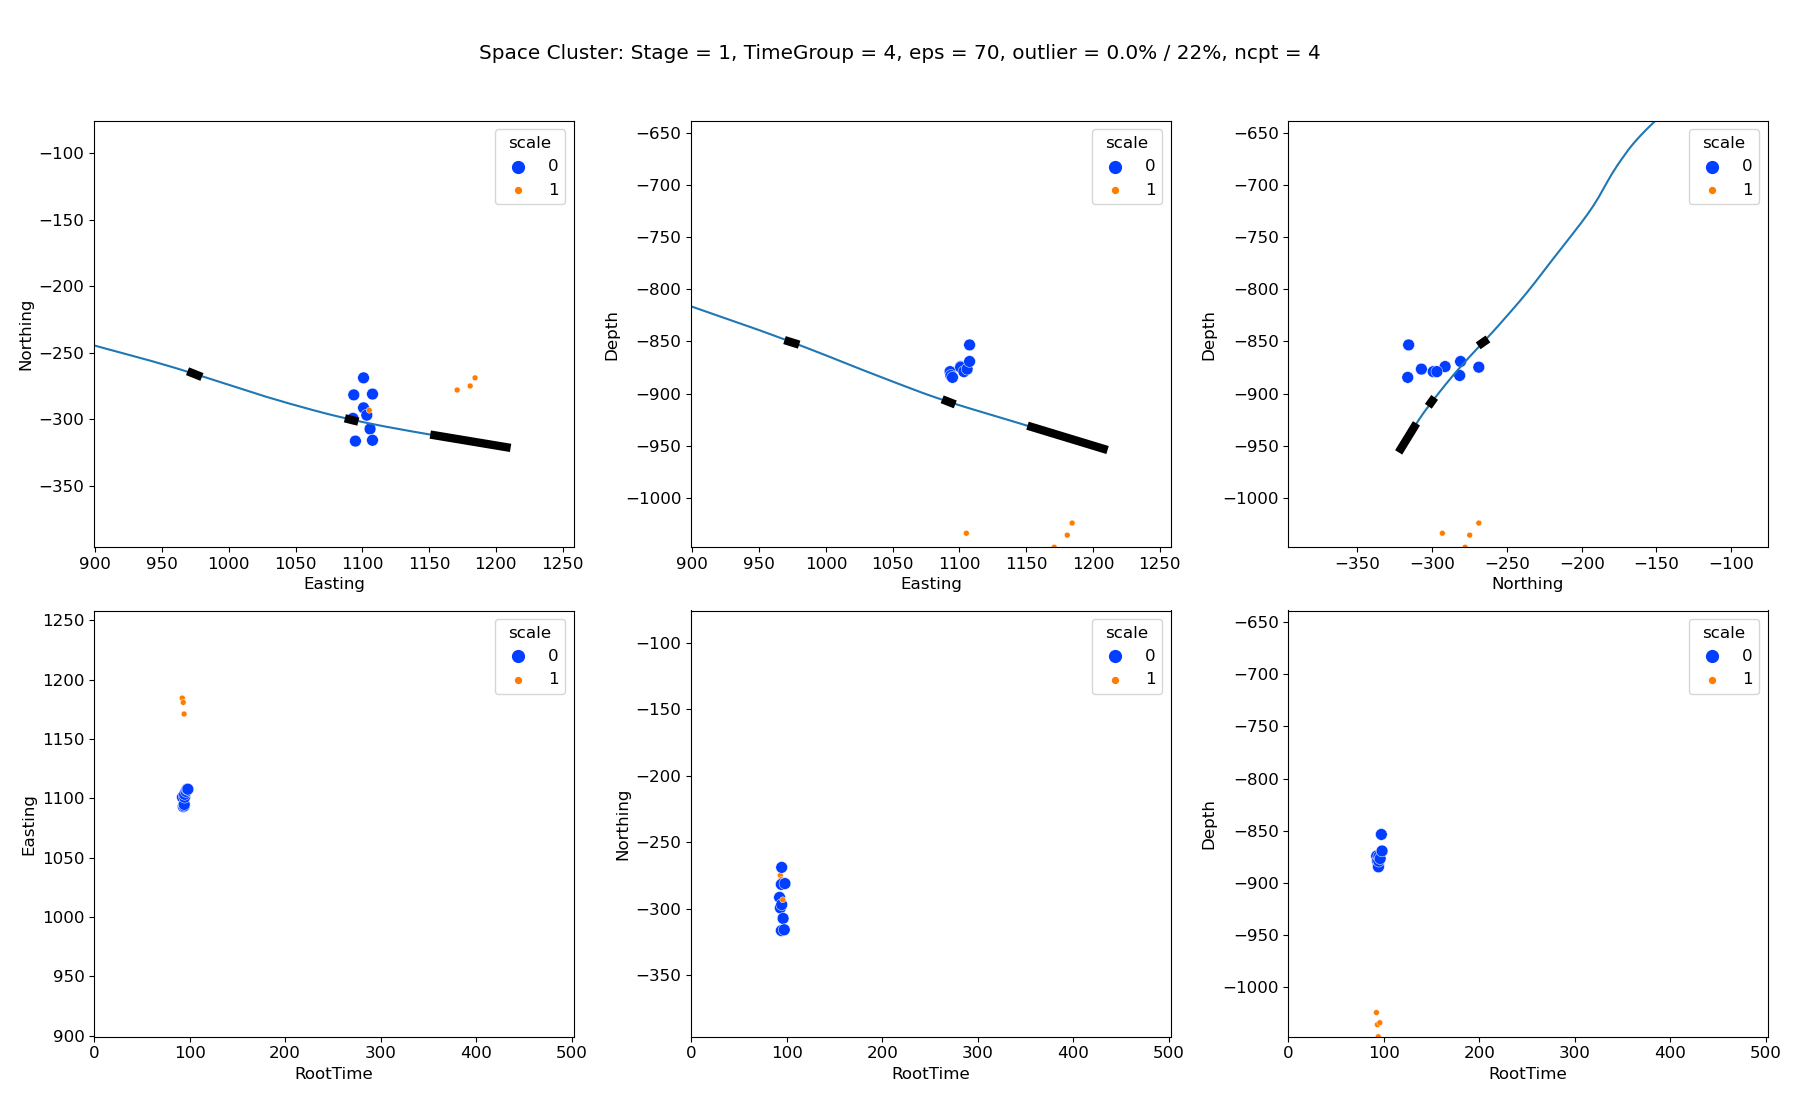 Space Cluster: Stage = 1, TimeGroup = 4, eps = 70, outlier = 0.0% / 22%, ncpt = 4
scale
0
1
−100
−150
−200
−250
−300
−350
Northing
900 950 1000 1050 1100 1150 1200 1250
Easting
scale
0
1
−650
−700
−750
−800
−850
−900
−950
−1000
Depth
900 950 1000 1050 1100 1150 1200 1250
Easting
scale
0
1
−650
−700
−750
−800
−850
−900
−950
−1000
Depth
−350 −300 −250 −200 −150 −100
Northing
scale
0
1
1250
1200
1150
1100
1050
1000
950
900
Easting
0 100 200 300 400 500
RootTime
scale
0
1
−100
−150
−200
−250
−300
−350
Northing
0 100 200 300 400 500
RootTime
scale
0
1
−650
−700
−750
−800
−850
−900
−950
−1000
Depth
0 100 200 300 400 500
RootTime